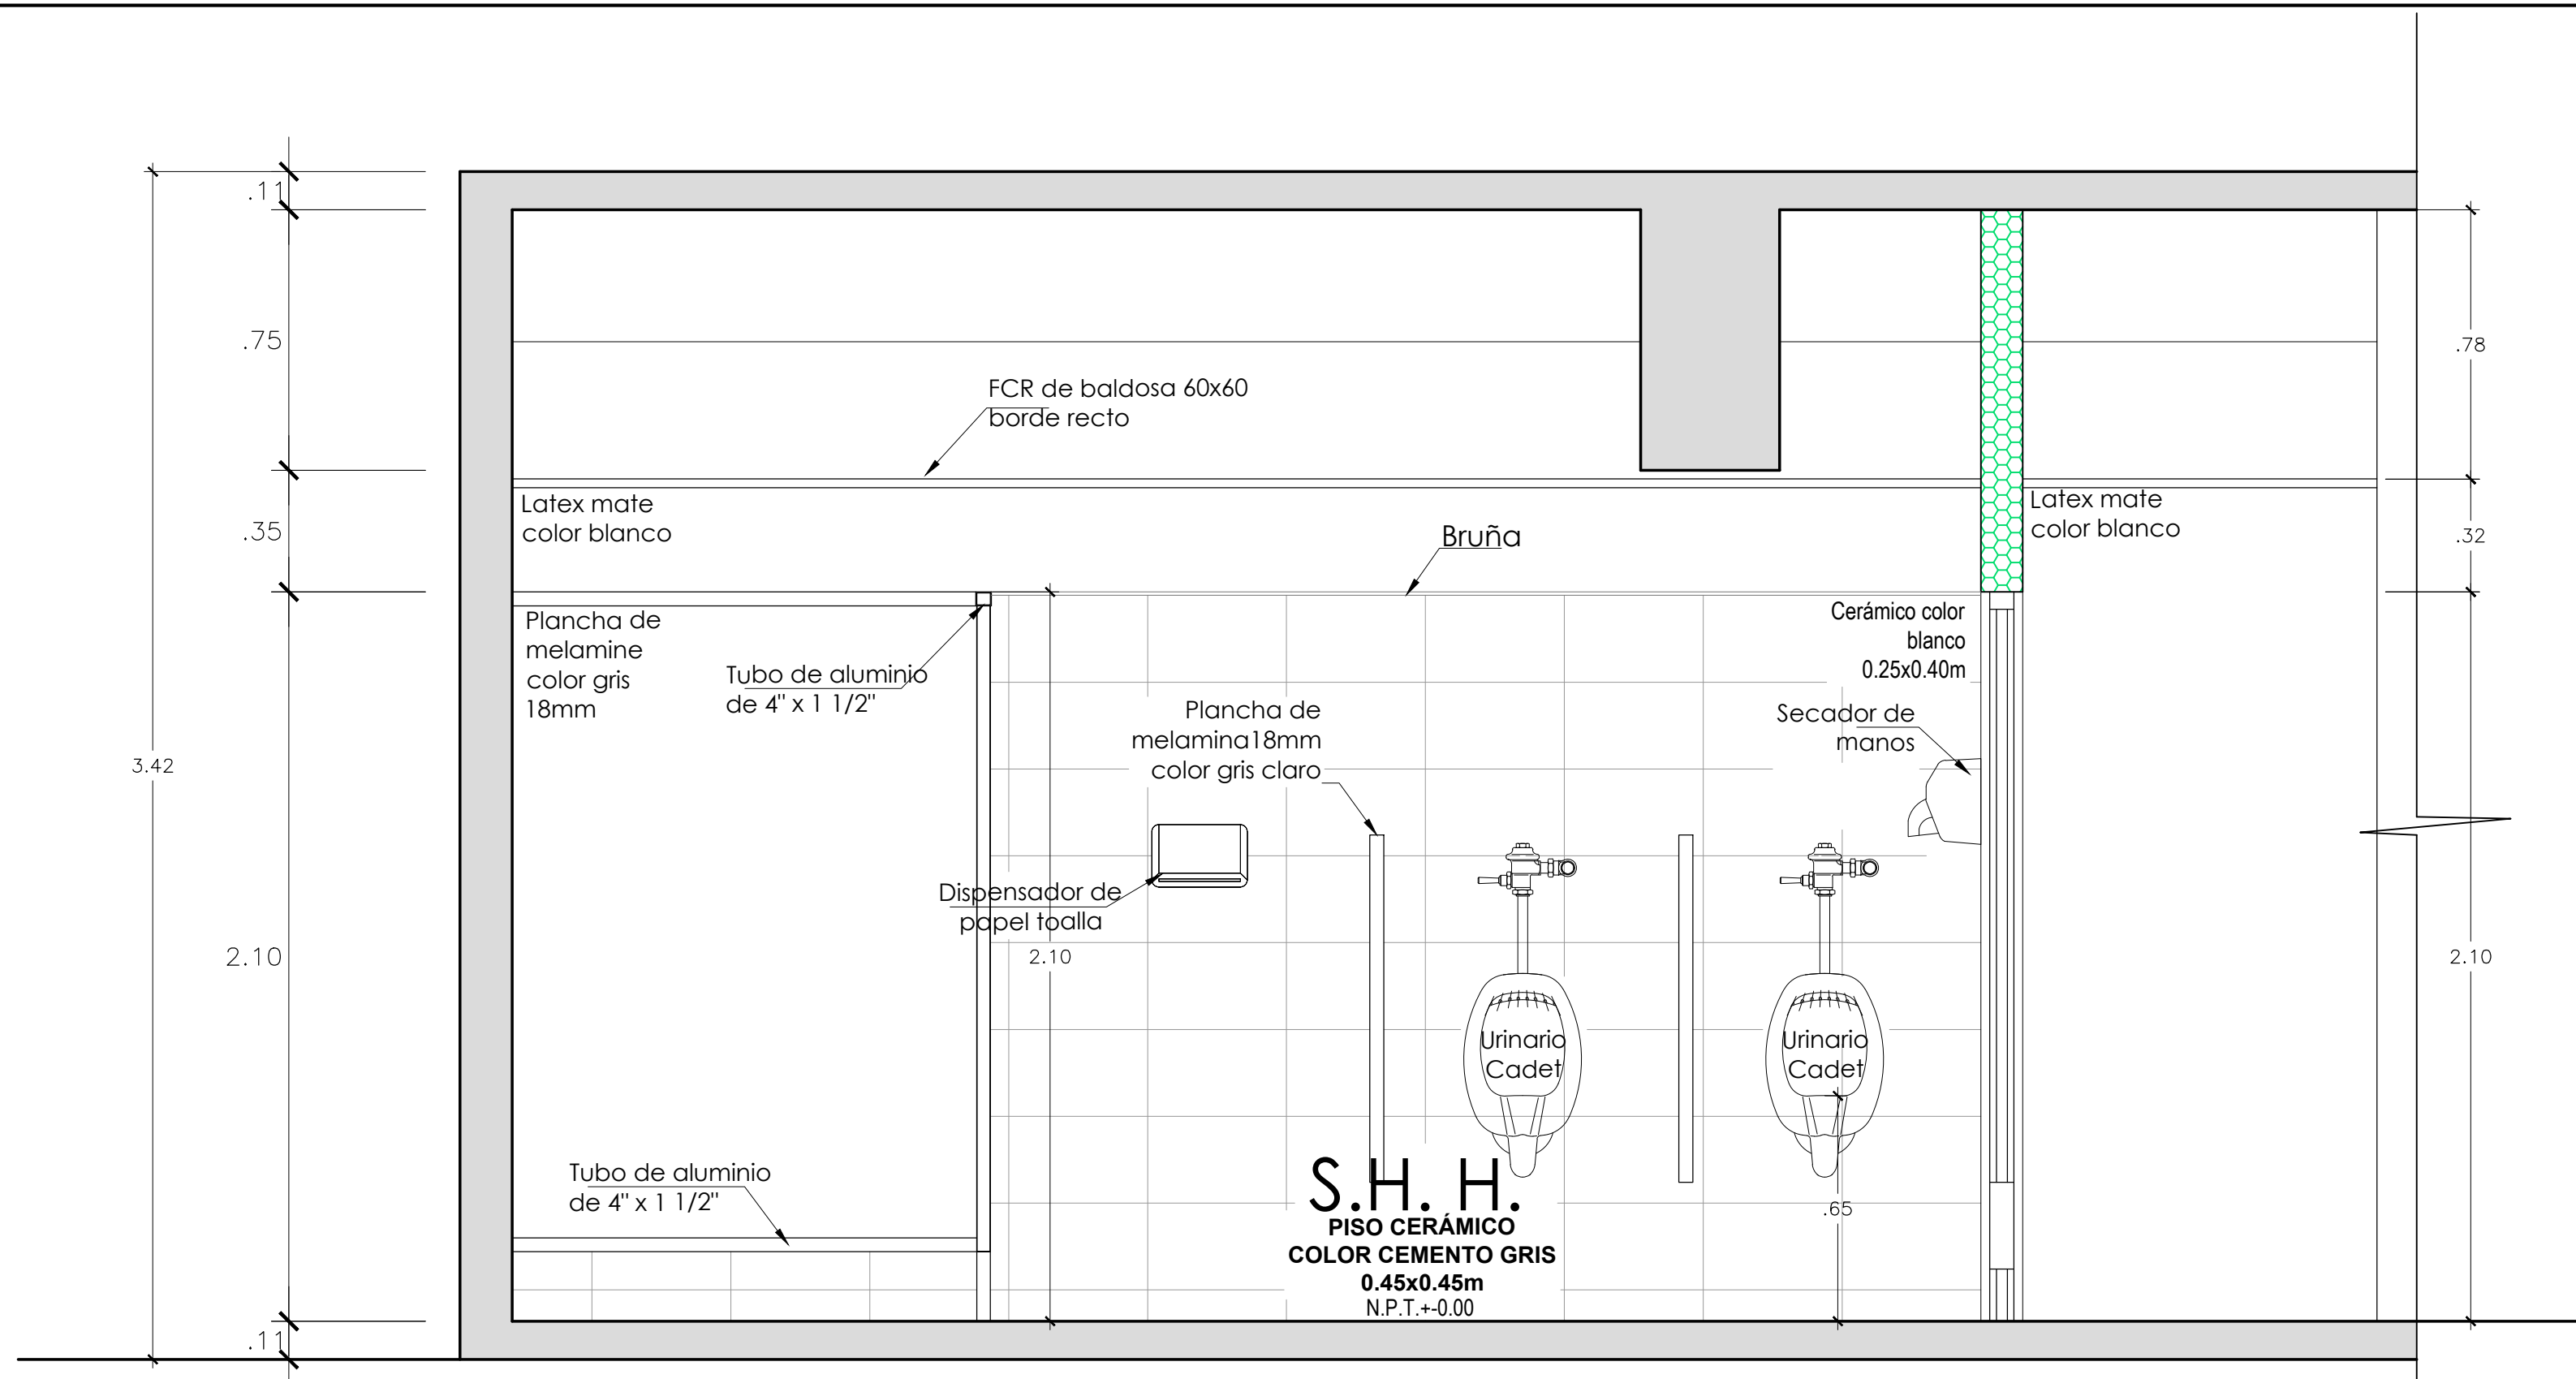 .11
.75
.78
FCR de baldosa 60x60
borde recto
Latex mate
color blanco
Latex mate
color blanco
.35
.32
Bruña
Plancha de
melamine
color gris
18mm
Tubo de aluminio
de 4" x 1 1/2"
Cerámico color
blanco
0.25x0.40m
Plancha de
melamina18mm
color gris claro
Secador de
manos
3.42
Dispensador de
papel toalla
2.10
2.10
2.10
Urinario
Cadet
Urinario
Cadet
Tubo de aluminio
de 4" x 1 1/2"
S.H. H.
PISO CERÁMICO
COLOR CEMENTO GRIS
0.45x0.45m
N.P.T.+-0.00
.65
.11